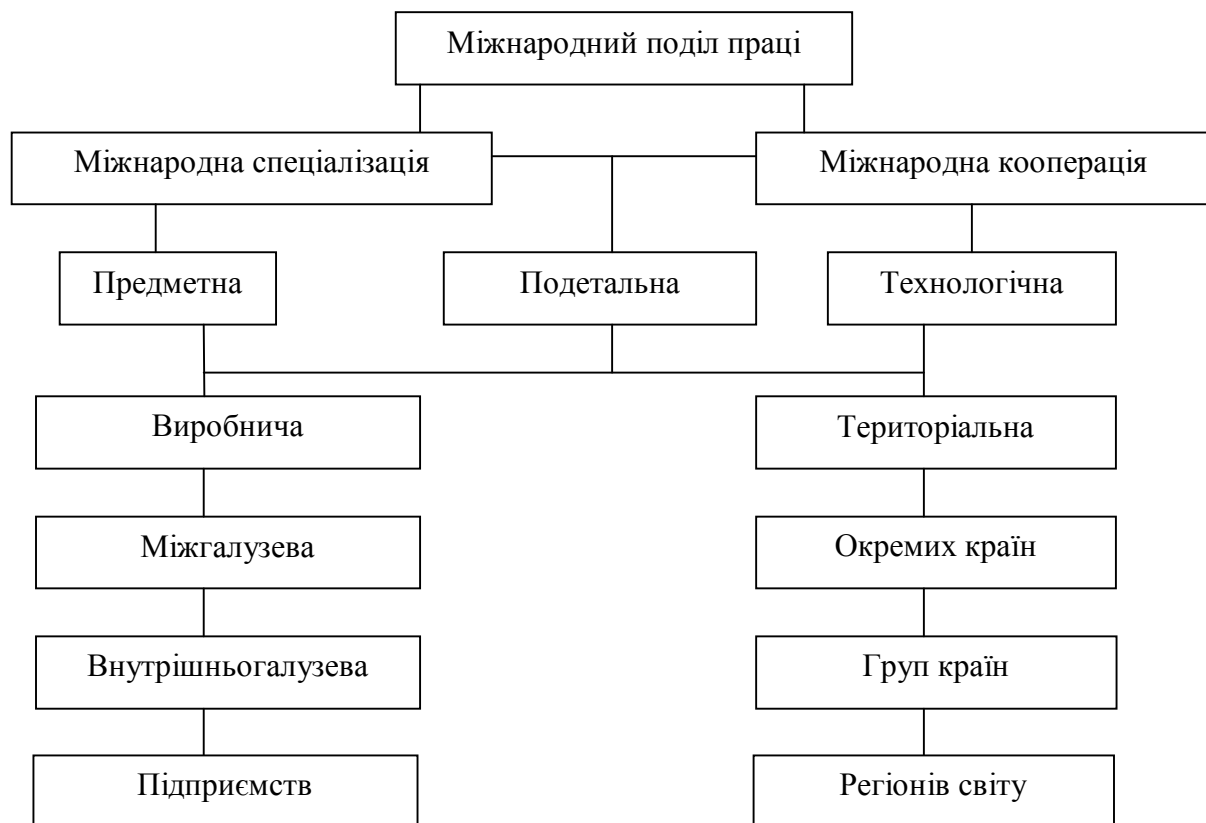 Міжнародний поділ праці
Міжнародна спеціалізація
Міжнародна кооперація
Предметна
Подетальна
Технологічна
Виробнича
Територіальна
Міжгалузева
Окремих країн
Внутрішньогалузева
Груп країн
Підприємств
Регіонів світу